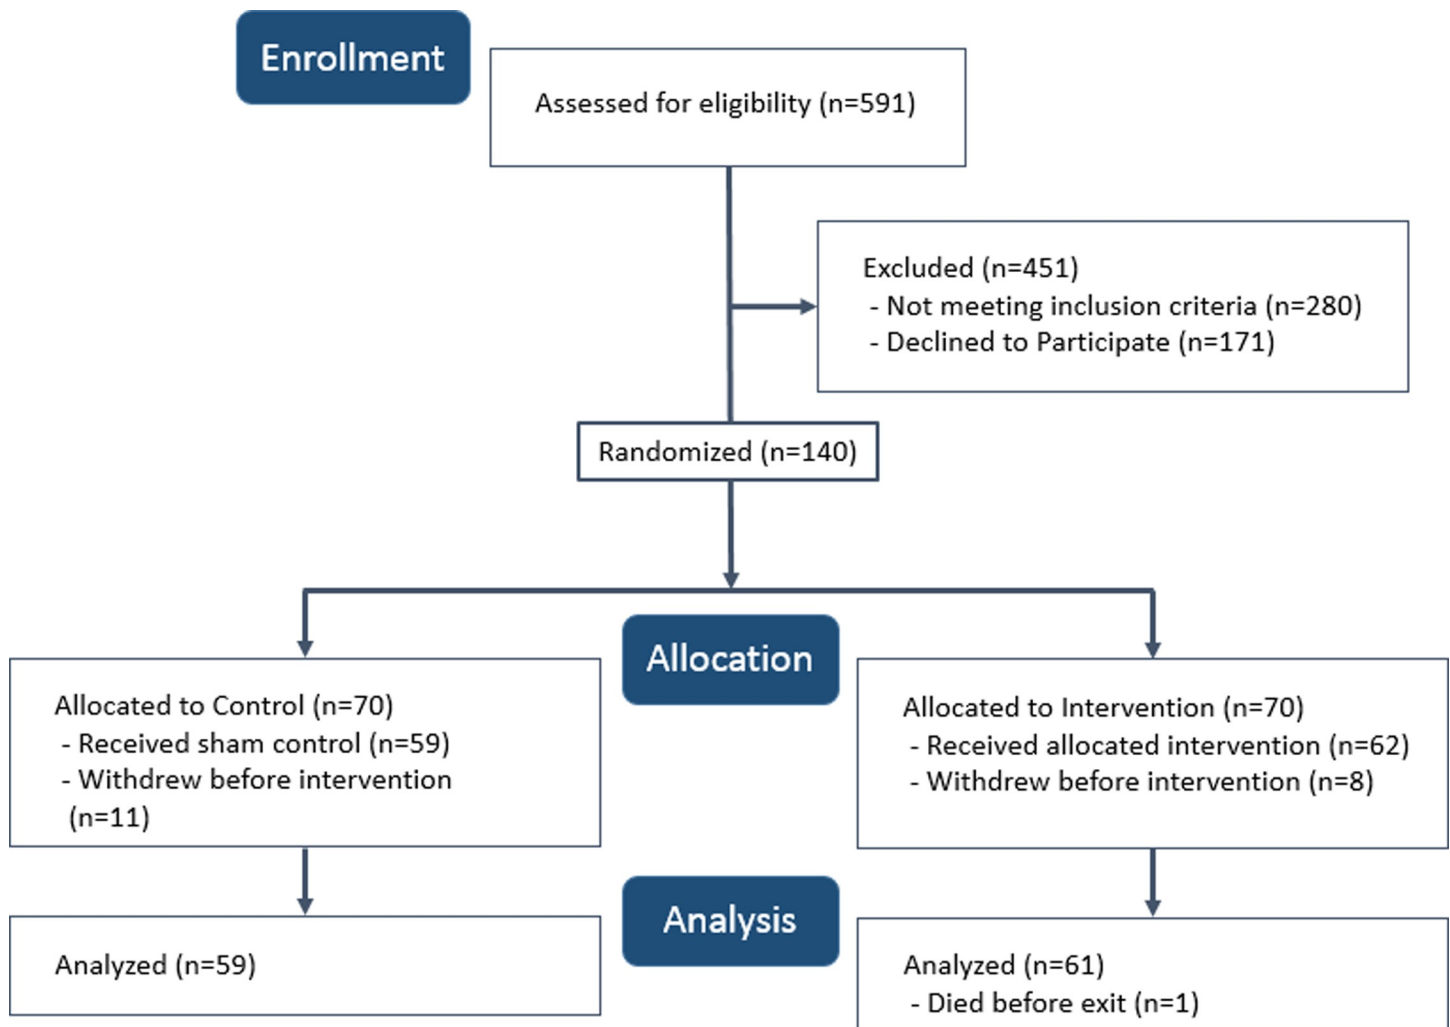 Enrollment
Assessed for eligibility (n=591)
Excluded (n=451)
- Not meeting inclusion criteria (n=280)
- Declined to Participate (n=171)
Randomized (n=140)
Allocation
Allocated to Control (n=70)
- Received sham control (n=59)
- Withdrew before intervention
(n=11)
Allocated to Intervention (n=70)
- Received allocated intervention (n=62)
- Withdrew before intervention (n=8)
Analysis
Analyzed (n=59)
Analyzed (n=61)
- Died before exit (n=1)